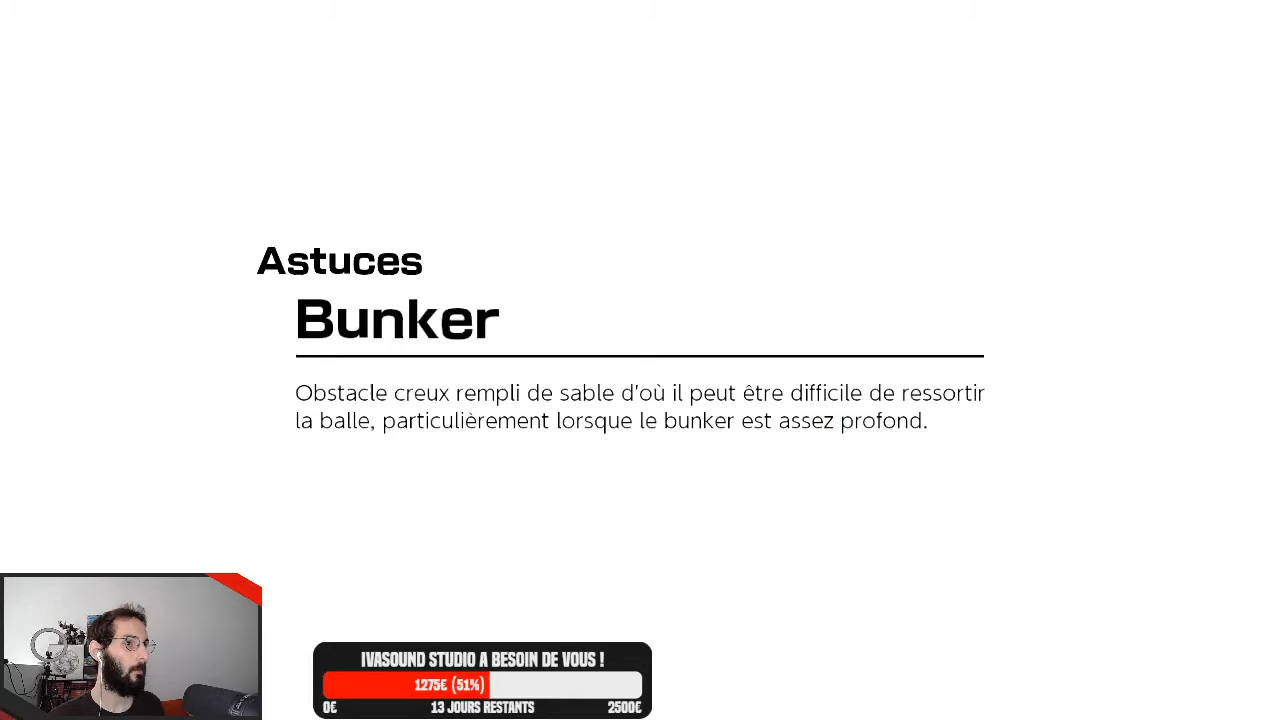 Astuces
Bunker
Obstacle creux rempli de sable d'où il peut être difficile de ressortir
la balle, particulièrement lorsque le bunker est assez profond.
IVASOUND STUDIO A BESOIN DE VOUS !
1275€ (51%)
0€ 13 JOURS RESTANTS 2500€